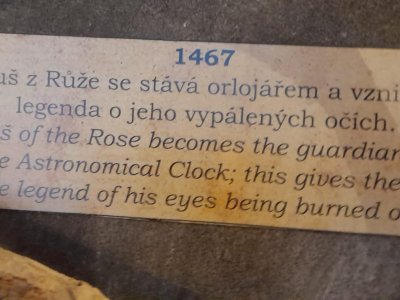 1467
uš z Růže se stává orlojářem a vzni
legenda o jeho vypálených očích.
š of the Rose becomes the guardian
e Astronomical Clock; this gives the
e legend of his eyes being burned o